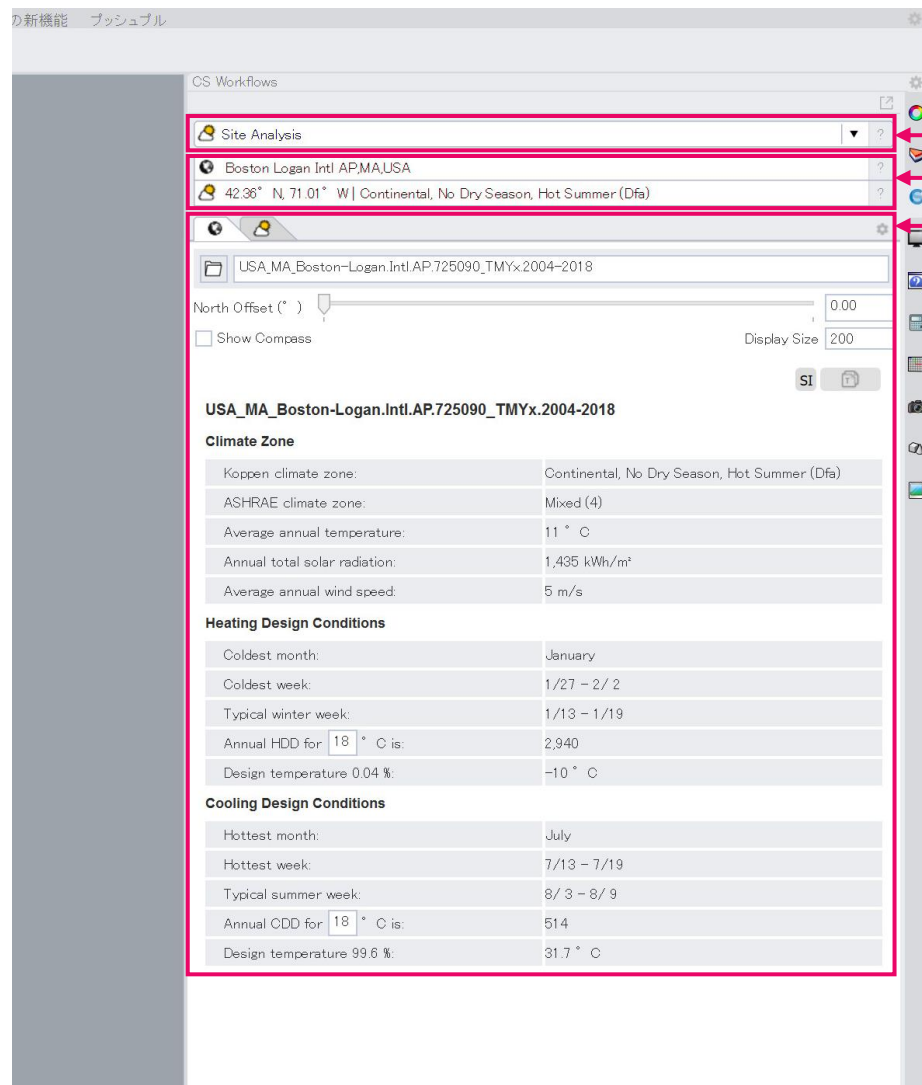 の新機能 プッシュプル
CS Workflows
Site Analysis ?
Boston Logan Intl AP,MA,USA ?
42.36° N, 71.01° W | Continental, No Dry Season, Hot Summer (Dfa) ?
USA_MA_Boston-Logan.Intl.AP.725090_TMYx.2004-2018
North Offset (°) 0.00
Show Compass Display Size 200
SI
USA_MA_Boston-Logan.Intl.AP.725090_TMYx.2004-2018
Climate Zone
Koppen climate zone: Continental, No Dry Season, Hot Summer (Dfa)
ASHRAE climate zone: Mixed (4)
Average annual temperature: 11 ° C
Annual total solar radiation: 1,435 kWh/m²
Average annual wind speed: 5 m/s
Heating Design Conditions
Coldest month: January
Coldest week: 1/27 - 2/ 2
Typical winter week: 1/13 - 1/19
Annual HDD for 18 ° C is: 2,940
Design temperature 0.04 %: -10 ° C
Cooling Design Conditions
Hottest month: July
Hottest week: 7/13 - 7/19
Typical summer week: 8/ 3 - 8/ 9
Annual CDD for 18 ° C is: 514
Design temperature 99.6 %: 31.7 ° C